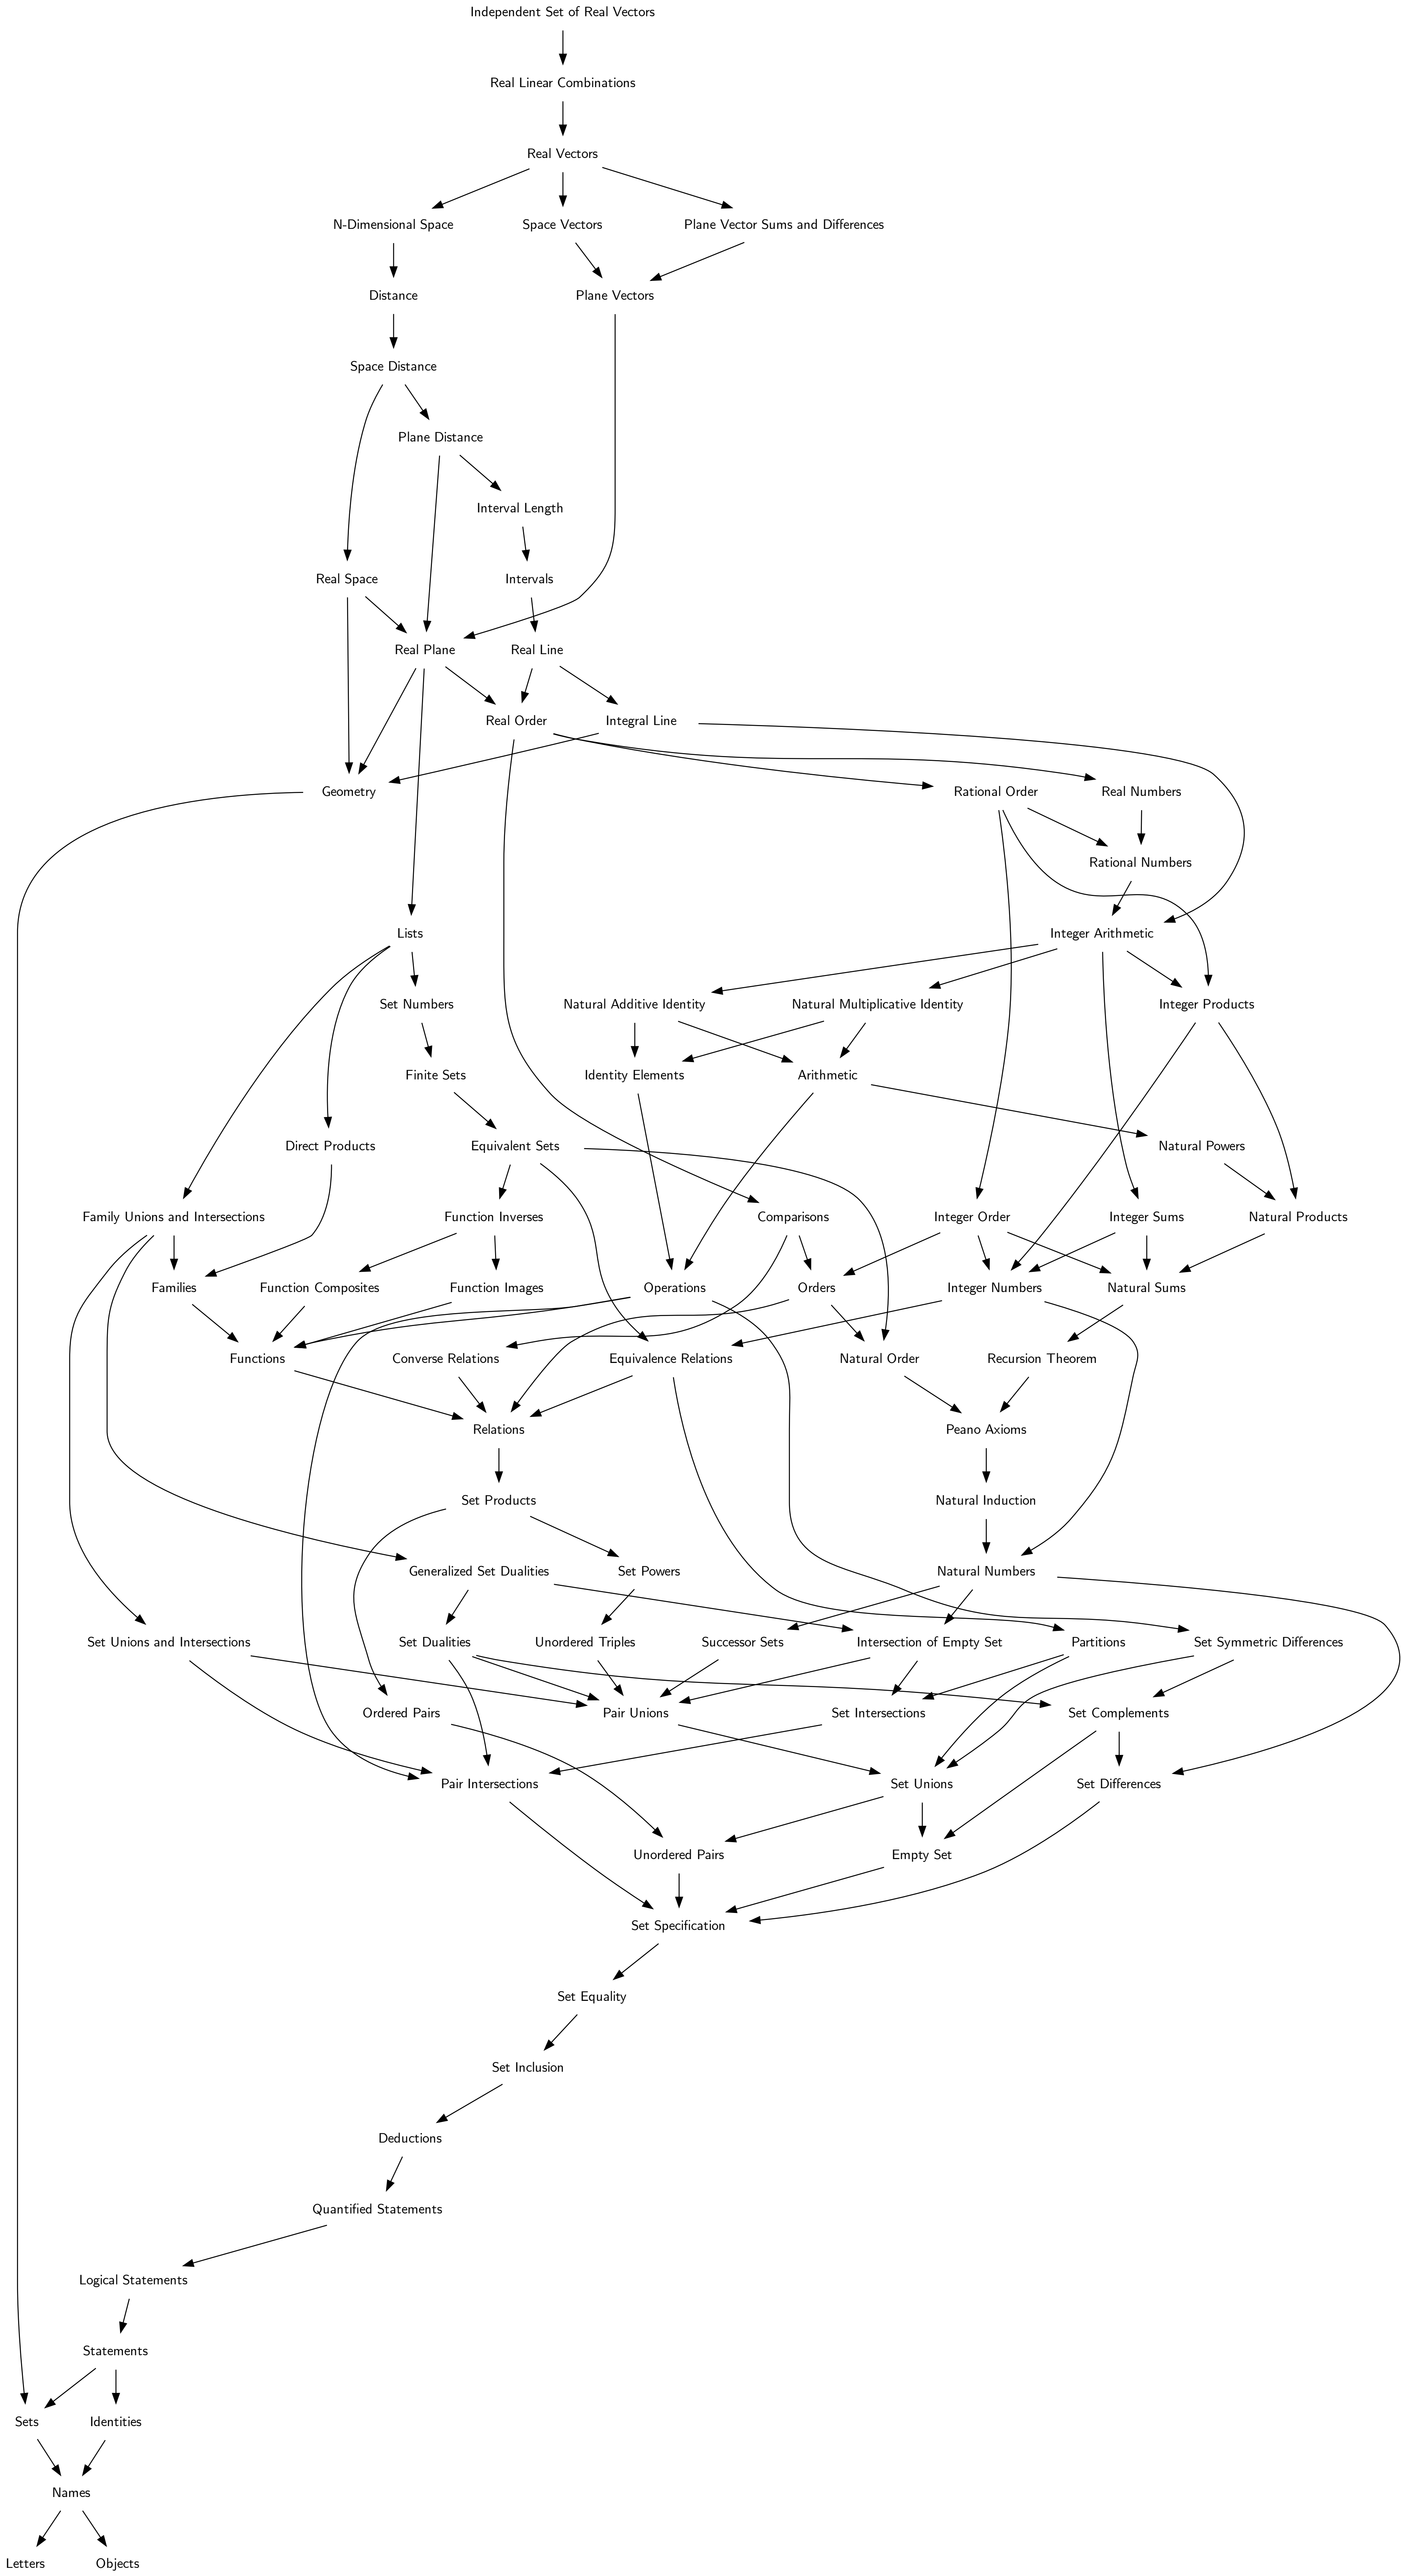 Independent Set of Real Vectors
Real Linear Combinations
Real Vectors
N-Dimensional Space
Space Vectors
Plane Vector Sums and Differences
Distance
Plane Vectors
Space Distance
Plane Distance
Interval Length
Real Space
Intervals
Real Plane
Real Line
Real Order
Integral Line
Geometry
Rational Order
Real Numbers
Rational Numbers
Lists
Integer Arithmetic
Set Numbers
Natural Additive Identity
Natural Multiplicative Identity
Integer Products
Finite Sets
Identity Elements
Arithmetic
Direct Products
Equivalent Sets
Natural Powers
Family Unions and Intersections
Function Inverses
Comparisons
Integer Order
Integer Sums
Natural Products
Families
Function Composites
Function Images
Operations
Orders
Integer Numbers
Natural Sums
Functions
Converse Relations
Equivalence Relations
Natural Order
Recursion Theorem
Relations
Peano Axioms
Set Products
Natural Induction
Generalized Set Dualities
Set Powers
Natural Numbers
Set Unions and Intersections
Set Dualities
Unordered Triples
Successor Sets
Intersection of Empty Set
Partitions
Set Symmetric Differences
Ordered Pairs
Pair Unions
Set Intersections
Set Complements
Pair Intersections
Set Unions
Set Differences
Unordered Pairs
Empty Set
Set Specification
Set Equality
Set Inclusion
Deductions
Quantified Statements
Logical Statements
Statements
Sets
Identities
Names
Letters
Objects